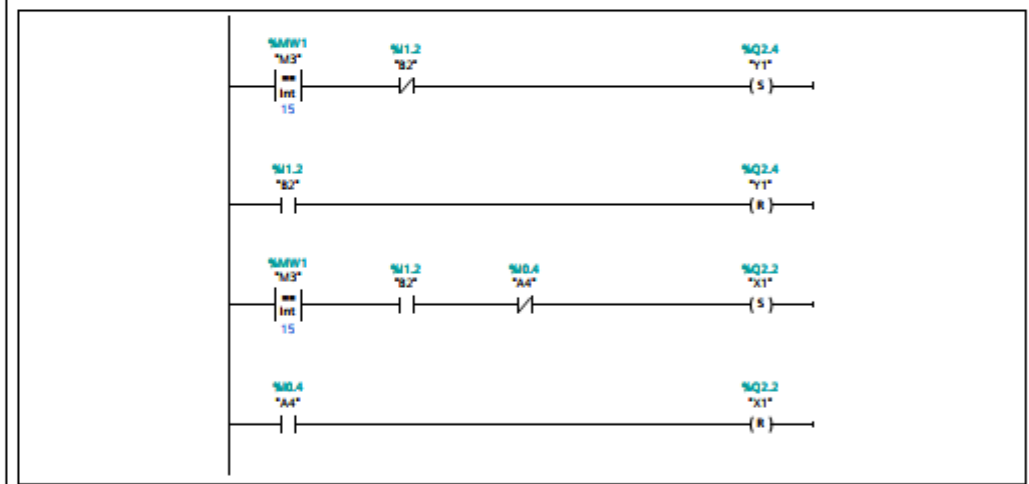 %MW1 %I1.2 %Q2.4
"M3" "B2" "Y1"
==
Int
( S )
15
%I1.2 %Q2.4
"B2" "Y1"
( R )
%MW1 %I1.2 %I0.4 %Q2.2
"M3" "B2" "A4" "X1"
==
Int
( S )
15
%I0.4 %Q2.2
"A4" "X1"
( R )